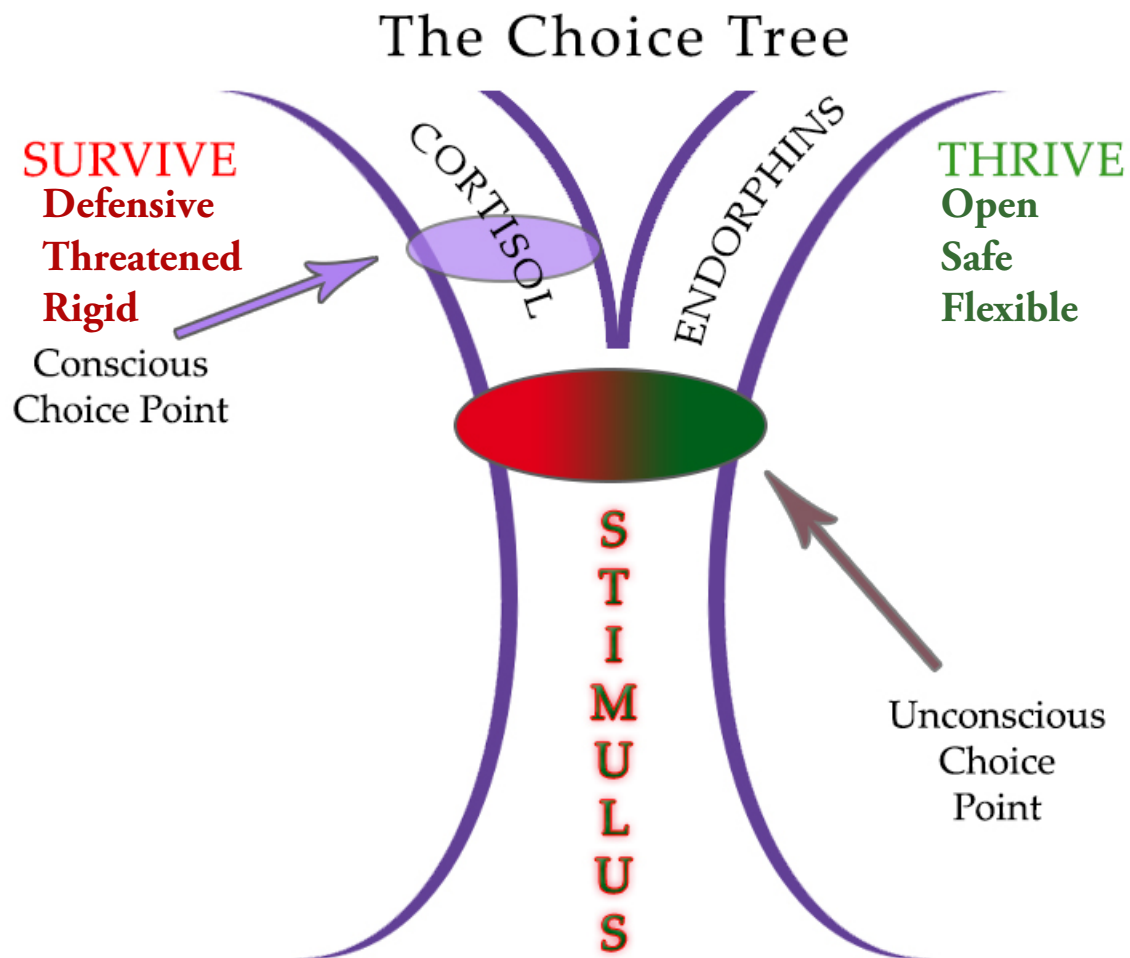 The Choice Tree
CORTISOL
ENDORPHINS
SURVIVE
Defensive
Threatened
Rigid
Conscious
Choice Point
THRIVE
Open
Safe
Flexible
STIMULUS
Unconscious
Choice
Point